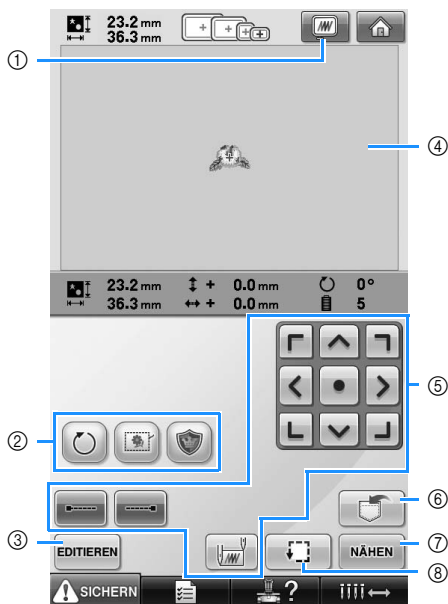 23.2 mm
36.3 mm
①
④
23.2 mm + 0.0 mm 0°
36.3 mm + 0.0 mm 5
⑤
②
⑥
③ EDITIEREN NÄHEN ⑦
⑧
SICHERN ?